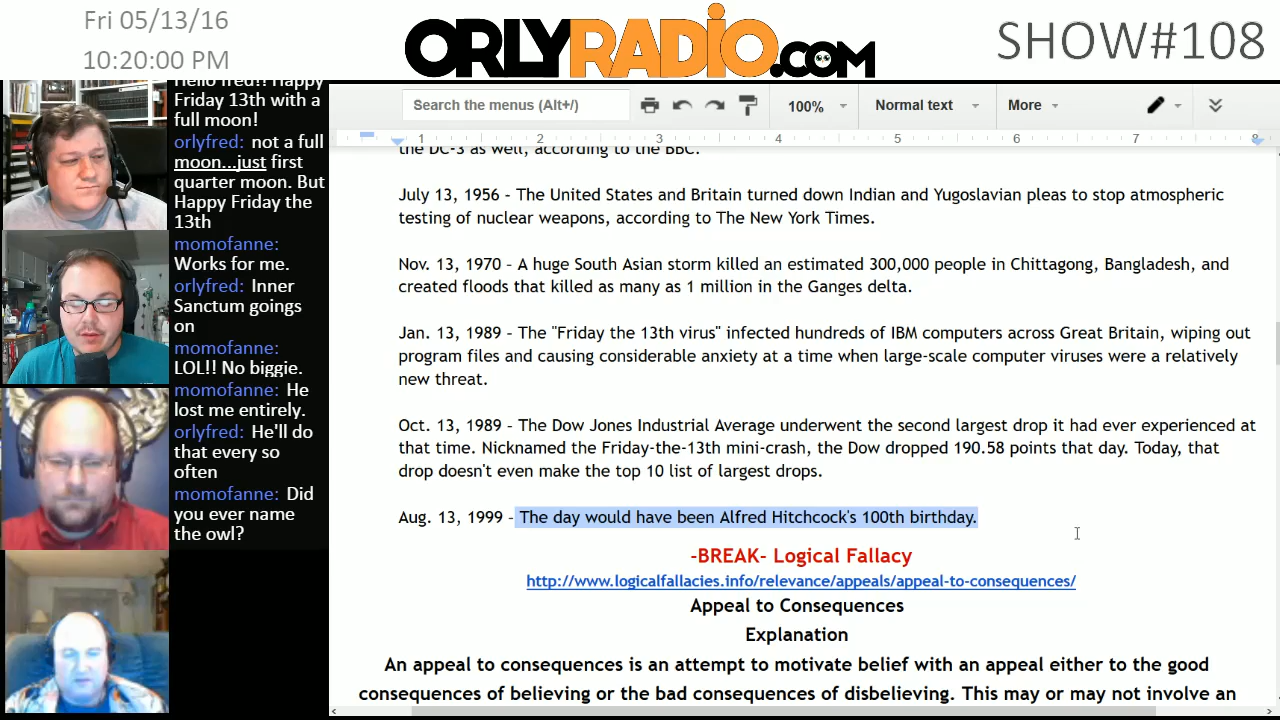 Fri 05/13/16
10:20:00 PM
ORLYRADIO.COM
SHOW#108
Hello fred!! Happy
Friday 13th with a
full moon!
orlyfred: not a full
moon...just first
quarter moon. But
Happy Friday the
13th
momofanne:
Works for me.
orlyfred: Inner
Sanctum goings
on
momofanne:
LOL!! No biggie.
momofanne: He
lost me entirely.
orlyfred: He'll do
that every so
often
momofanne: Did
you ever name
the owl?
Search the menus (Alt+/)
100%
Normal text
More
1 2 3 4 5 6 7 8
the DC-3 as well, according to the BBC.
July 13, 1956 – The United States and Britain turned down Indian and Yugoslavian pleas to stop atmospheric
testing of nuclear weapons, according to The New York Times.
Nov. 13, 1970 – A huge South Asian storm killed an estimated 300,000 people in Chittagong, Bangladesh, and
created floods that killed as many as 1 million in the Ganges delta.
Jan. 13, 1989 – The "Friday the 13th virus" infected hundreds of IBM computers across Great Britain, wiping out
program files and causing considerable anxiety at a time when large-scale computer viruses were a relatively
new threat.
Oct. 13, 1989 – The Dow Jones Industrial Average underwent the second largest drop it had ever experienced at
that time. Nicknamed the Friday-the-13th mini-crash, the Dow dropped 190.58 points that day. Today, that
drop doesn't even make the top 10 list of largest drops.
Aug. 13, 1999 – The day would have been Alfred Hitchcock's 100th birthday.
-BREAK- Logical Fallacy
http://www.logicalfallacies.info/relevance/appeals/appeal-to-consequences/
Appeal to Consequences
Explanation
An appeal to consequences is an attempt to motivate belief with an appeal either to the good
consequences of believing or the bad consequences of disbelieving. This may or may not involve an